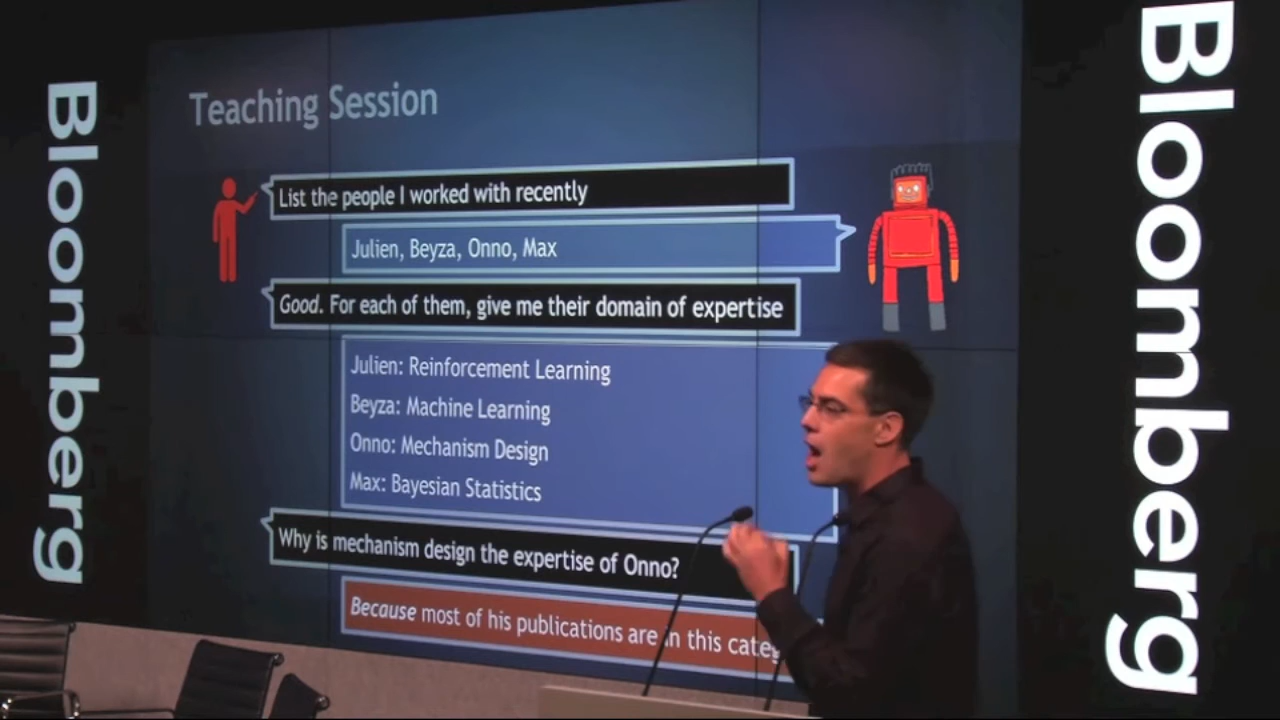 Bloomberg
Teaching Session
List the people I worked with recently
Julien, Beyza, Onno, Max
Good. For each of them, give me their domain of expertise
Julien: Reinforcement Learning
Beyza: Machine Learning
Onno: Mechanism Design
Max: Bayesian Statistics
Why is mechanism design the expertise of Onno?
Because most of his publications are in this
Bloomberg